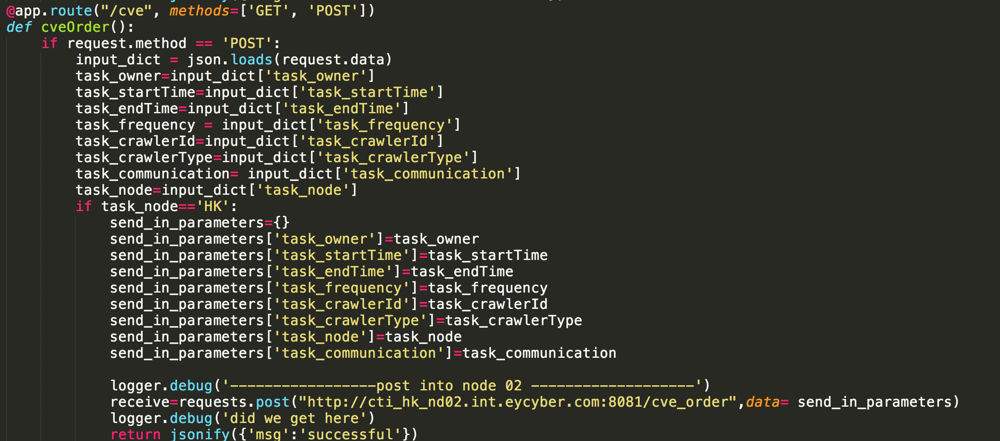 @app.route("/cve", methods=['GET', 'POST'])
def cveOrder():
    if request.method == 'POST':
        input_dict = json.loads(request.data)
        task_owner=input_dict['task_owner']
        task_startTime=input_dict['task_startTime']
        task_endTime=input_dict['task_endTime']
        task_frequency = input_dict['task_frequency']
        task_crawlerId=input_dict['task_crawlerId']
        task_crawlerType=input_dict['task_crawlerType']
        task_communication= input_dict['task_communication']
        task_node=input_dict['task_node']
        if task_node=='HK':
            send_in_parameters={}
            send_in_parameters['task_owner']=task_owner
            send_in_parameters['task_startTime']=task_startTime
            send_in_parameters['task_endTime']=task_endTime
            send_in_parameters['task_frequency']=task_frequency
            send_in_parameters['task_crawlerId']=task_crawlerId
            send_in_parameters['task_crawlerType']=task_crawlerType
            send_in_parameters['task_node']=task_node
            send_in_parameters['task_communication']=task_communication

            logger.debug('-----------------post into node 02 -------------------')
            receive=requests.post("http://cti_hk_nd02.int.eycyber.com:8081/cve_order",data= send_in_parameters)
            logger.debug('did we get here')
            return jsonify({'msg':'successful'})